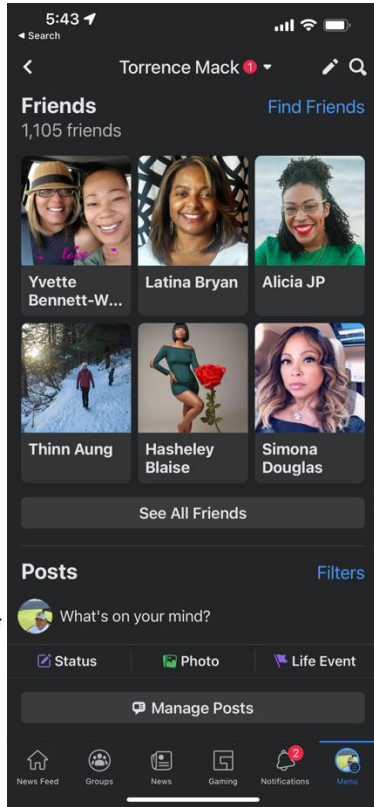 5:43
Search
Torrence Mack 1
Friends
Find Friends
1,105 friends
love
Yvette Bennett-W...
Latina Bryan
Alicia JP
Thinn Aung
Hasheley Blaise
Simona Douglas
See All Friends
Posts
Filters
What's on your mind?
Status
Photo
Life Event
Manage Posts
2
News Feed
Groups
News
Gaming
Notifications
Menu